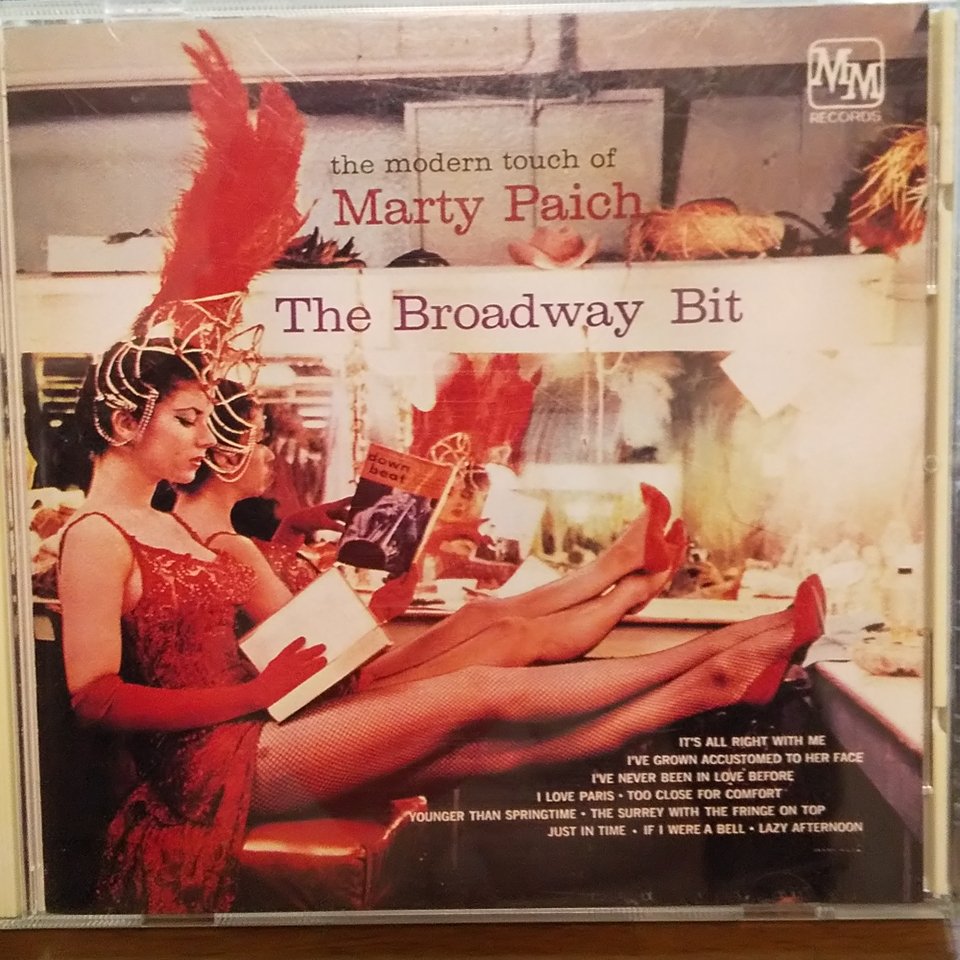 MM
RECORDS
the modern touch of
Marty Paich
The Broadway Bit
down
beat
IT'S ALL RIGHT WITH ME
I'VE GROWN ACCUSTOMED TO HER FACE
I'VE NEVER BEEN IN LOVE BEFORE
I LOVE PARIS • TOO CLOSE FOR COMFORT
YOUNGER THAN SPRINGTIME • THE SURREY WITH THE FRINGE ON TOP
JUST IN TIME • IF I WERE A BELL • LAZY AFTERNOON